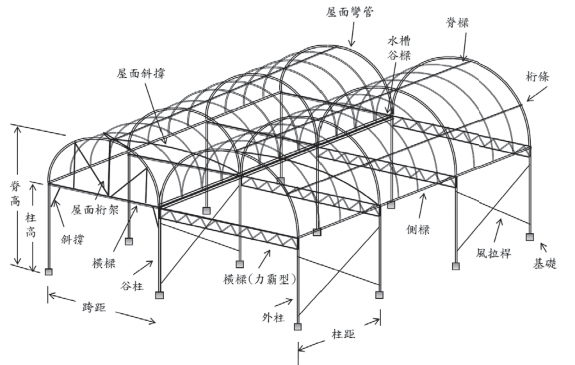 屋面彎管
脊樑
水槽
谷樑
桁條
屋面斜撐
脊高
柱高
屋面桁架
斜撐
橫樑
谷柱
橫樑(力霸型)
側樑
風拉桿
基礎
外柱
跨距
柱距